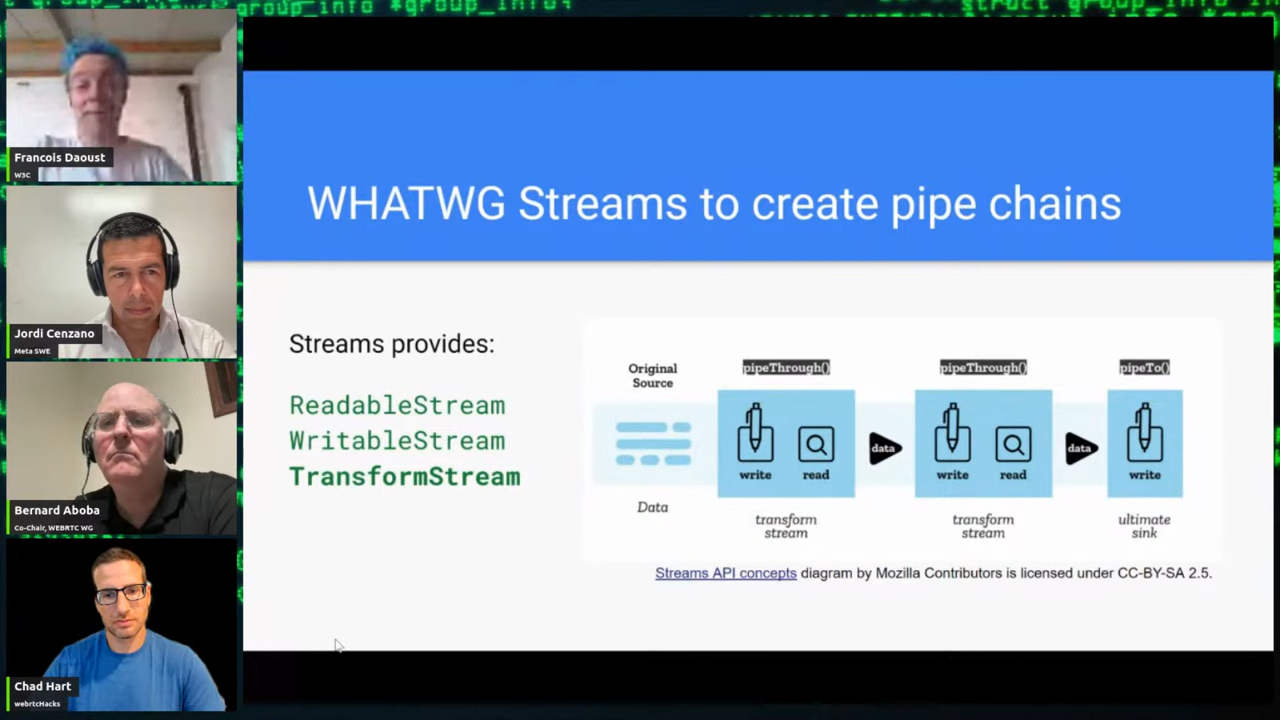 struct group_info *group_info
Francois Daoust
W3C
Jordi Cenzano
Meta SWE
Bernard Aboba
Co-Chair, WEBRTC WG
Chad Hart
webrtcHacks
WHATWG Streams to create pipe chains
Streams provides:
ReadableStream
WritableStream
TransformStream
Original
Source
Data
pipeThrough()
write
read
transform
stream
data
pipeThrough()
write
read
transform
stream
data
pipeTo()
write
ultimate
sink
Streams API concepts diagram by Mozilla Contributors is licensed under CC-BY-SA 2.5.